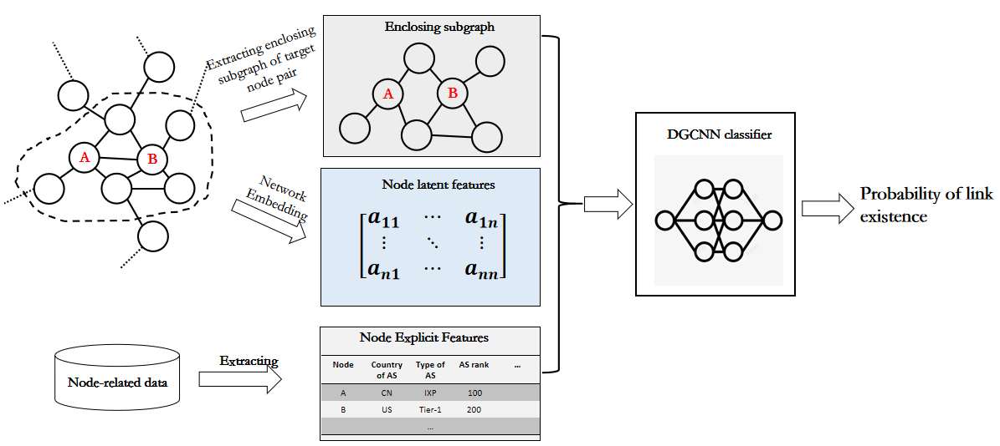 Extracting enclosing
subgraph of target
node pair
A
B
Network
Embedding
Enclosing subgraph
A
B
Node latent features
a11 ⋯ a1n
⋮ ⋱ ⋮
an1 ⋯ ann
Node-related data
Extracting
Node Explicit Features
Node Country of AS Type of AS AS rank ...
A CN IXP 100
B US Tier-1 200
...
DGCNN classifier
Probability of link
existence